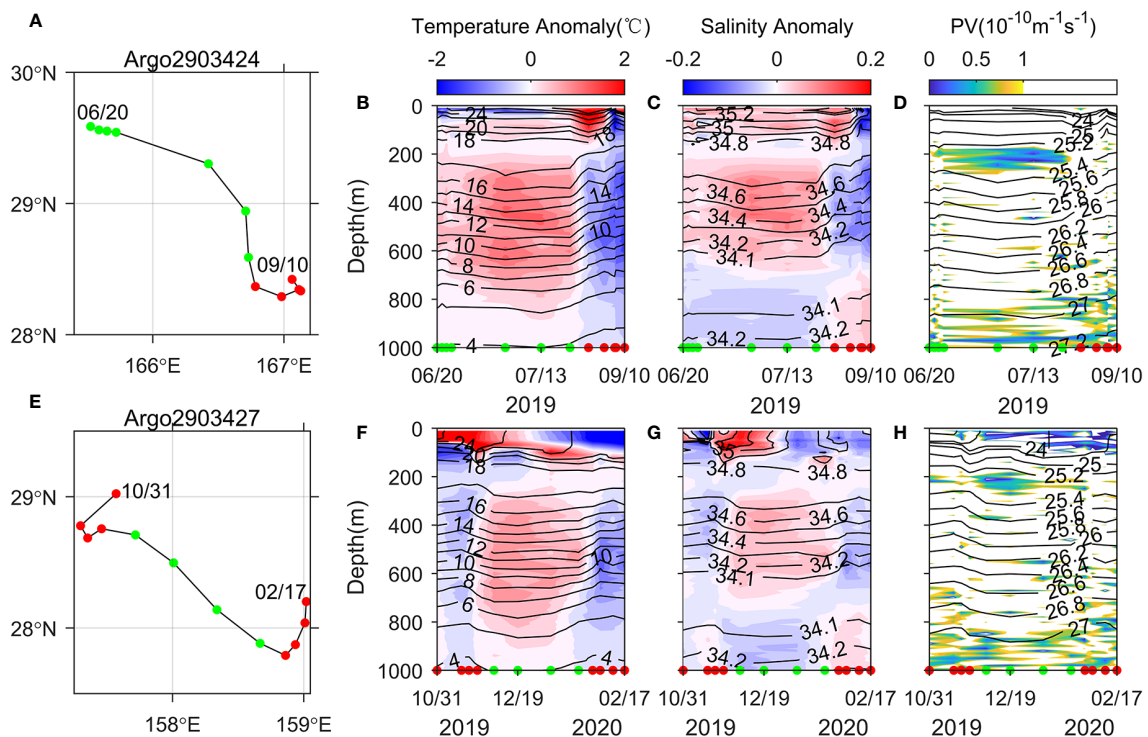 A
Argo2903424
30°N
29°N
28°N
166°E 167°E
06/20
09/10
Temperature Anomaly(℃)
-2 0 2
Salinity Anomaly
-0.2 0 0.2
PV(10⁻¹⁰m⁻¹s⁻¹)
0 0.5 1
B
Depth(m)
0
200
400
600
800
1000
24
20
18 18
16
14 14
12
10 10
8
6
4
06/20 07/13 09/10
C
35.2
35
34.8 34.8
34.6 34.6
34.4 34.4
34.2 34.2
34.1
34.1
34.2 34.2
06/20 07/13 09/10
2019
D
24
25
25.2
25.4
25.6
25.8 26
26.2
26.4
26.6
26.8
27
27.2
06/20 07/13 09/10
2019
2019
E
Argo2903427
29°N
28°N
158°E 159°E
10/31
02/17
F
Depth(m)
0
200
400
600
800
1000
24
20
18
16
14
12
10 10
8
6
4 4
10/31 12/19 02/17
2019 2020
G
35
34.8 34.8
34.6 34.6
34.4
34.2 34.2
34.1
34.1
34.2 34.2
10/31 12/19 02/17
2019 2020
H
24
25
25.2
25.4
25.6
25.8
26
26.2
26.4
26.6
26.8
27
10/31 12/19 02/17
2019 2020